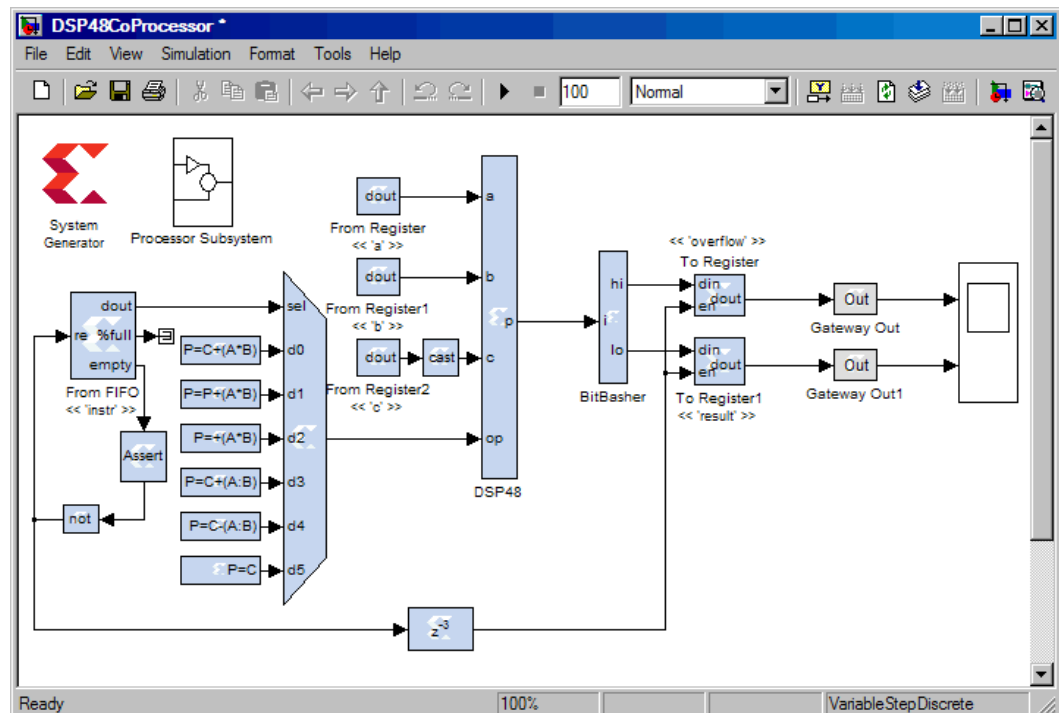 DSP48CoProcessor *
File Edit View Simulation Format Tools Help
100 Normal
System
Generator
Processor Subsystem
dout
From Register
<< 'a' >>
dout
From Register1
<< 'b' >>
dout
cast
From Register2
<< 'c' >>
a
b
c
op
p
DSP48
dout
re %full
empty
From FIFO
<< 'instr' >>
Assert
not
P=C+(A*B)
P=P+(A*B)
P=+(A*B)
P=C+(A:B)
P=C-(A:B)
P=C
sel
d0
d1
d2
d3
d4
d5
z-3
hi
i
lo
BitBasher
<< 'overflow' >>
To Register
din
dout
en
din
dout
en
To Register1
<< 'result' >>
Out
Gateway Out
Out
Gateway Out1
Ready 100% VariableStepDiscrete